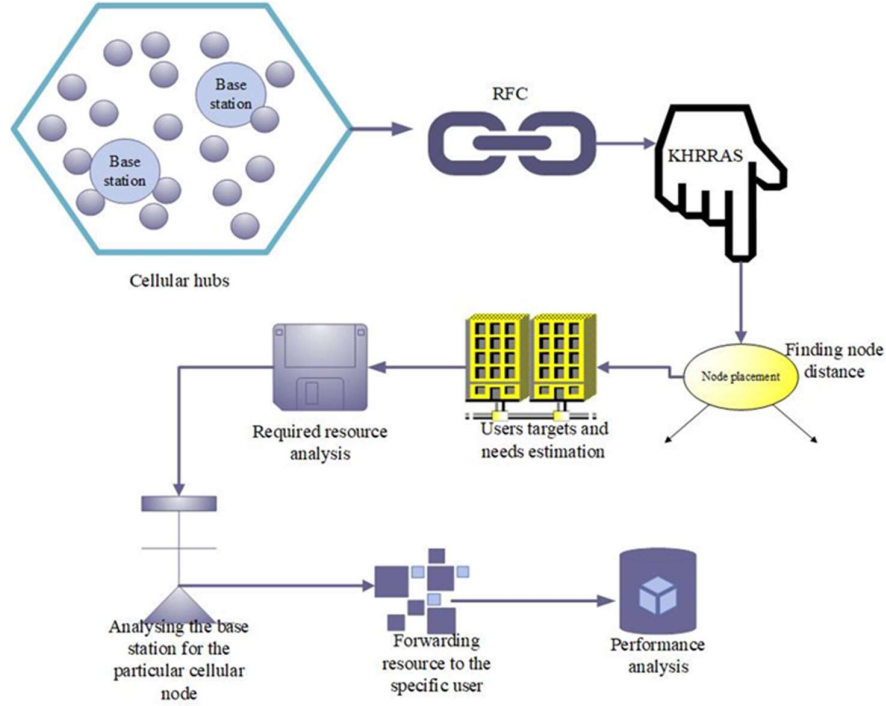 Base
station
Base
station
Cellular hubs
RFC
KHRRAS
Finding node
distance
Node placement
Users targets and
needs estimation
Required resource
analysis
Analysing the base
station for the
particular cellular
node
Forwarding
resource to the
specific user
Performance
analysis